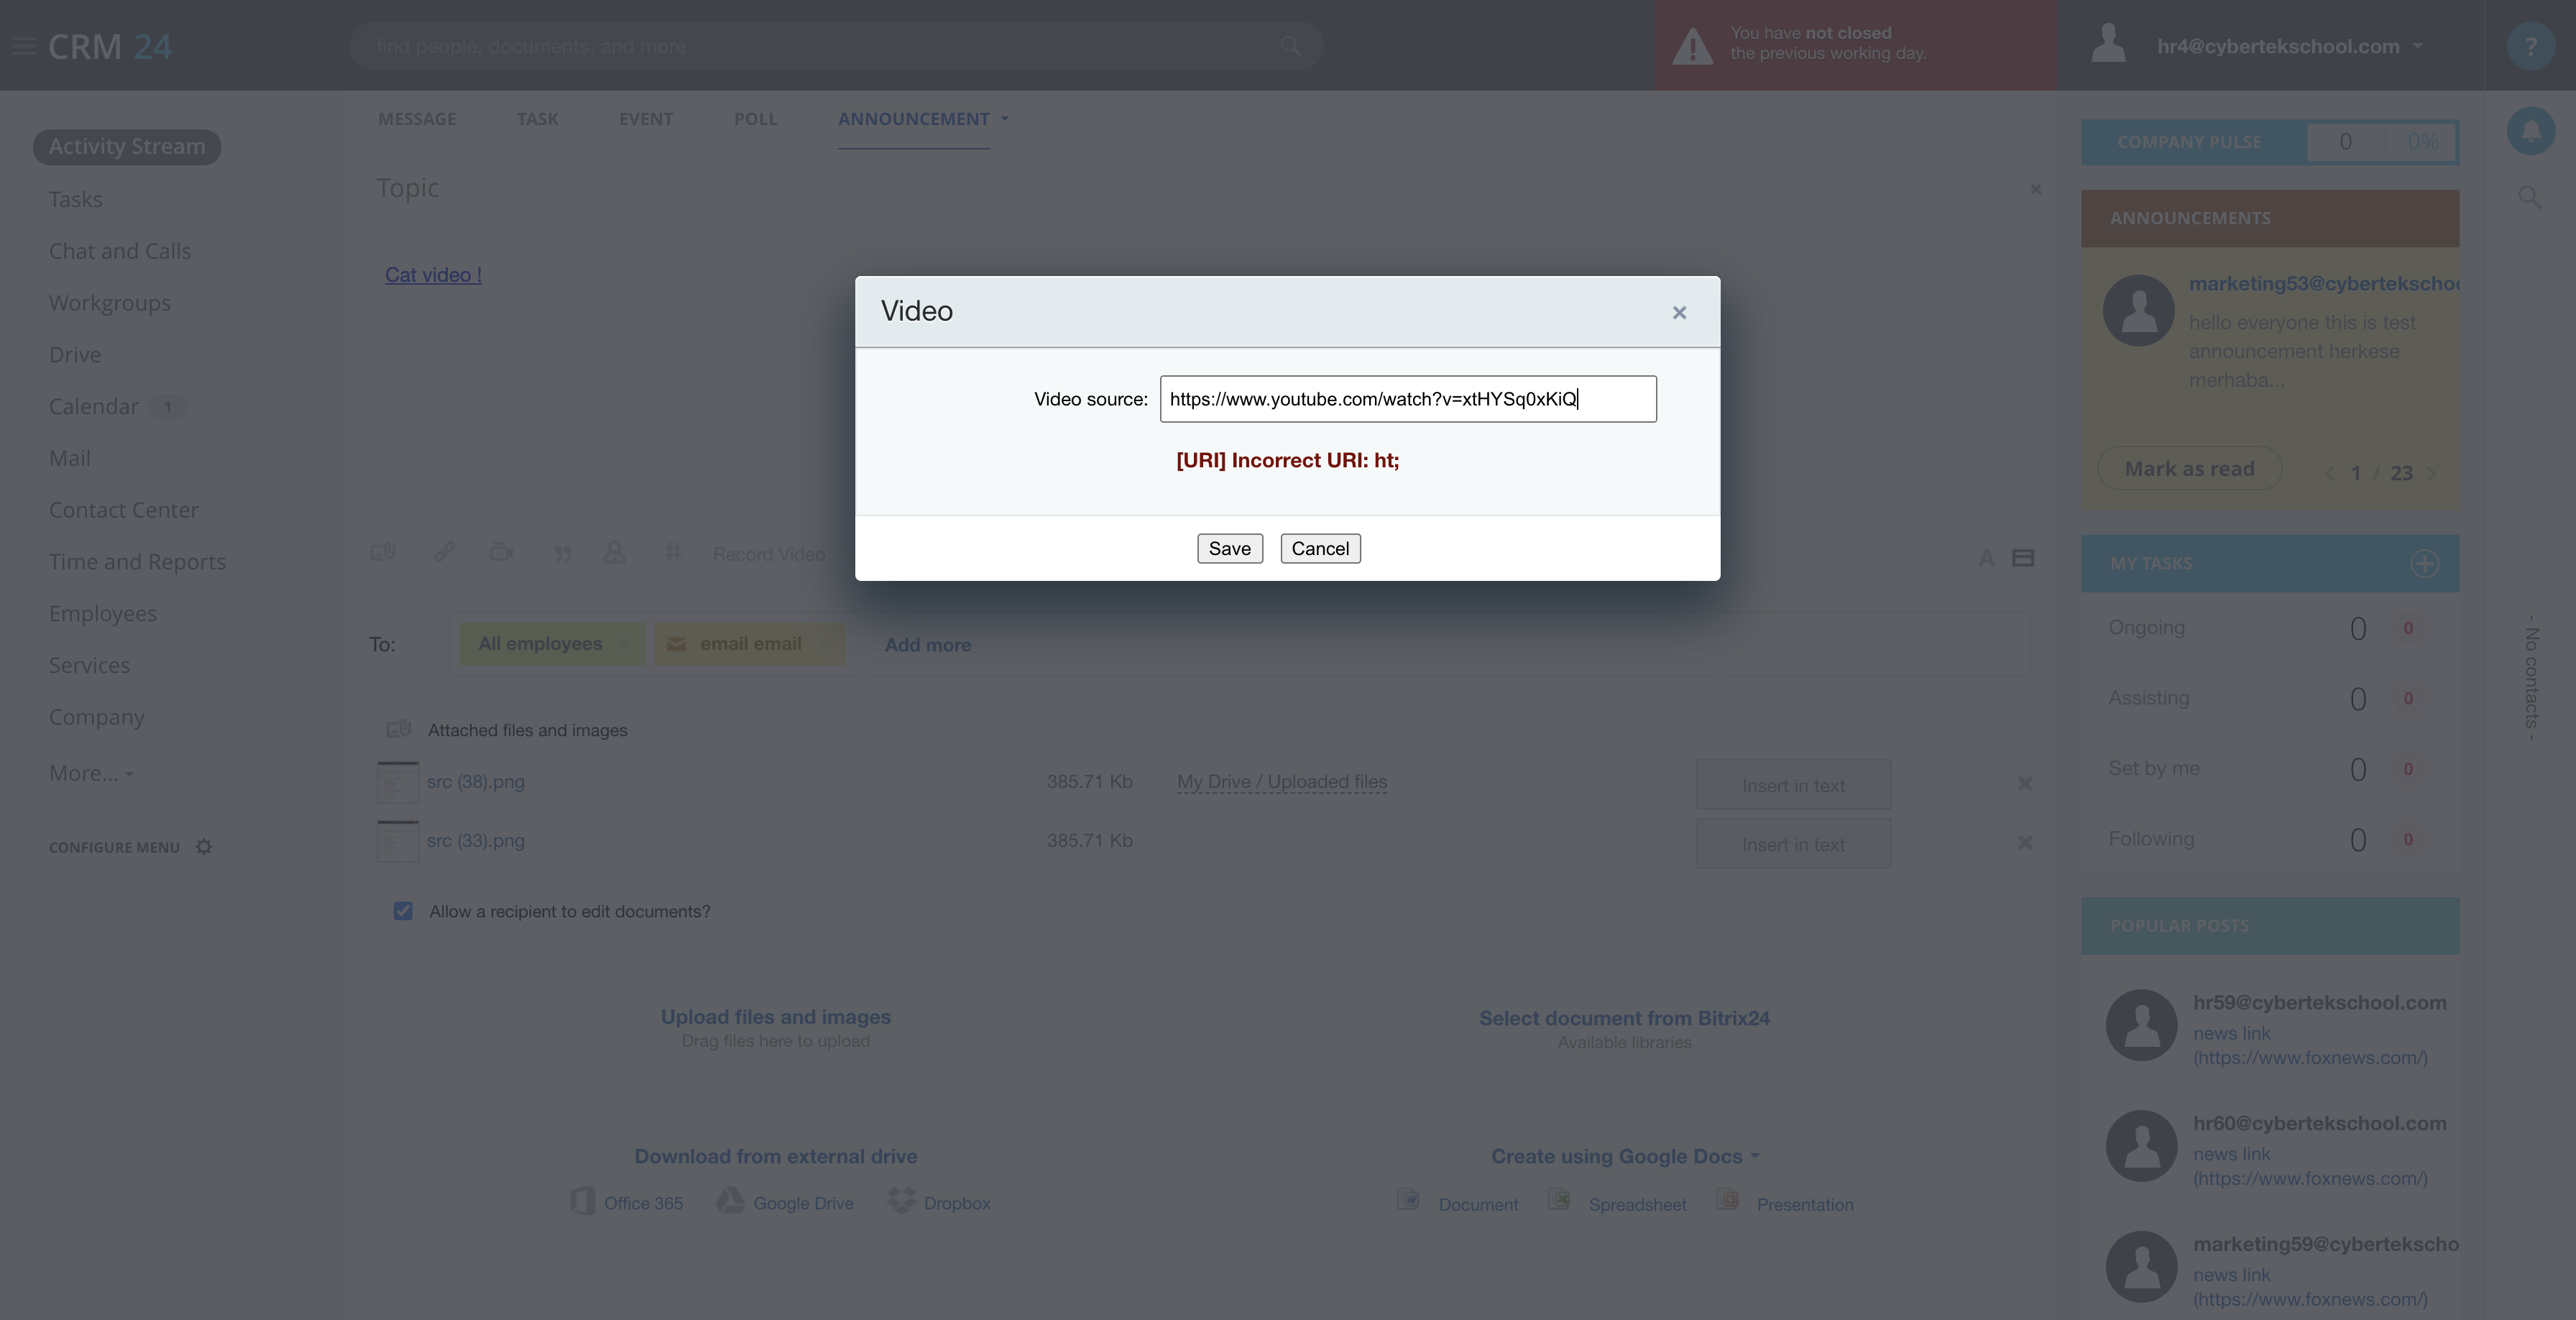 CRM 24
find people, documents, and more
You have not closed
the previous working day.
hr4@cybertekschool.com
?
Activity Stream
Tasks
Chat and Calls
Workgroups
Drive
Calendar 1
Mail
Contact Center
Time and Reports
Employees
Services
Company
More...
CONFIGURE MENU
MESSAGE TASK EVENT POLL ANNOUNCEMENT
Topic
Cat video !
Video
Video source: https://www.youtube.com/watch?v=xtHYSq0xKiQ
[URI] Incorrect URI: ht;
Save Cancel
Record Video
A
To: All employees email email Add more
Attached files and images
src (38).png 385.71 Kb My Drive / Uploaded files Insert in text
src (33).png 385.71 Kb Insert in text
Allow a recipient to edit documents?
Upload files and images
Drag files here to upload
Select document from Bitrix24
Available libraries
Download from external drive
Office 365 Google Drive Dropbox
Create using Google Docs
Document Spreadsheet Presentation
COMPANY PULSE 0 0%
ANNOUNCEMENTS
marketing53@cybertekschoo
hello everyone this is test
announcement herkese
merhaba...
Mark as read 1 / 23
MY TASKS
Ongoing 0 0
Assisting 0 0
Set by me 0 0
Following 0 0
POPULAR POSTS
hr59@cybertekschool.com
news link
(https://www.foxnews.com/)
hr60@cybertekschool.com
news link
(https://www.foxnews.com/)
marketing59@cybertekscho
news link
(https://www.foxnews.com/)
- No contacts -